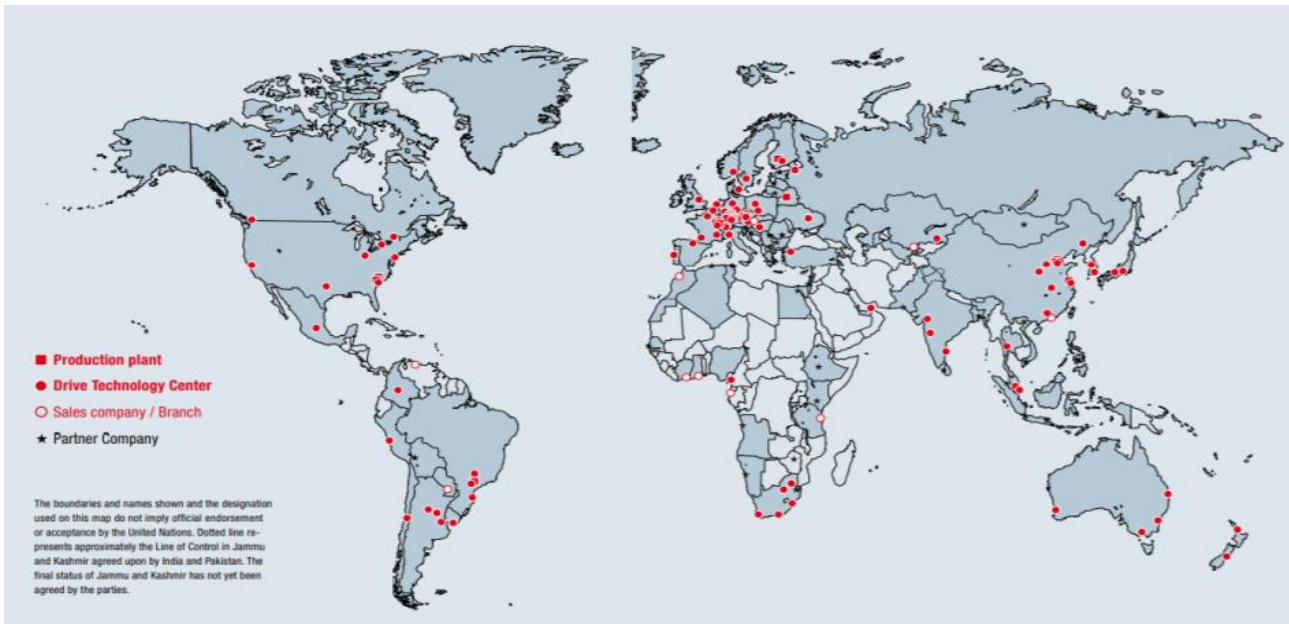 Production plant
Drive Technology Center
Sales company / Branch
Partner Company
The boundaries and names shown and the designation
used on this map do not imply official endorsement
or acceptance by the United Nations. Dotted line re-
presents approximately the Line of Control in Jammu
and Kashmir agreed upon by India and Pakistan. The
final status of Jammu and Kashmir has not yet been
agreed by the parties.